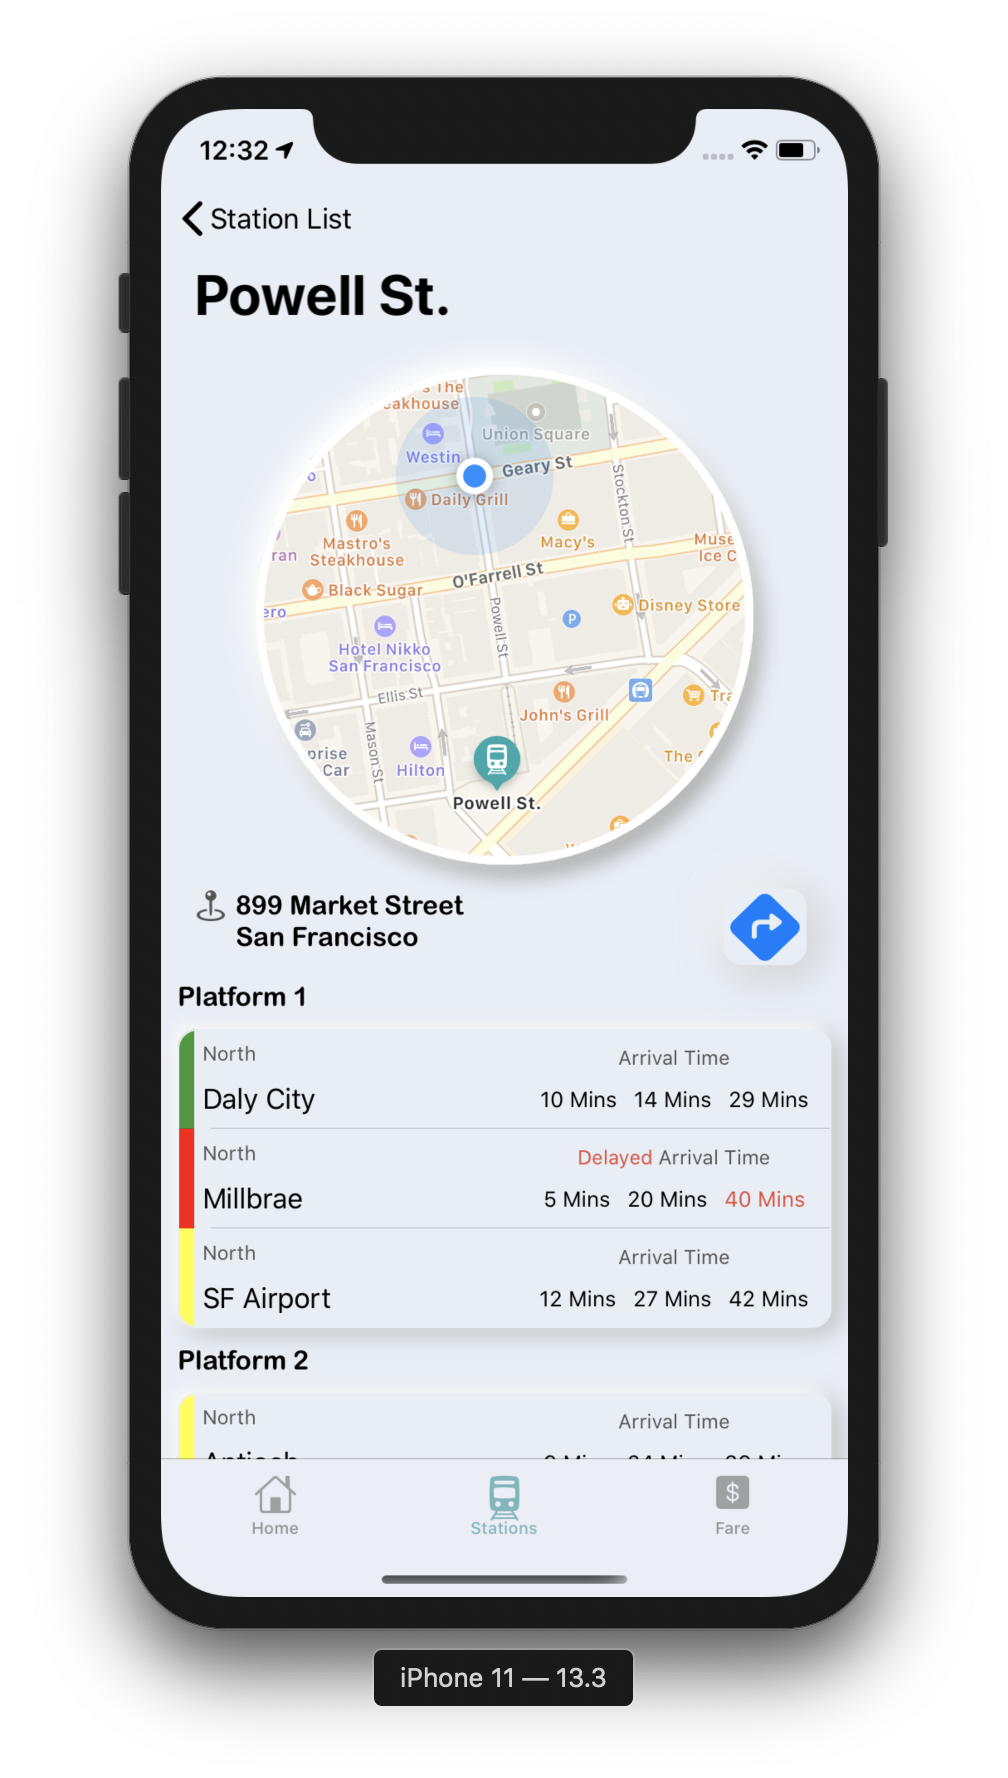 12:32
Station List
Powell St.
s The
eakhouse
Union Square
Westin
Geary St
Daily Grill
Stockton St
Macy's
Mastro's
Steakhouse
ran
Muse
Ice C
O'Farrell St
Black Sugar
Disney Store
ero
P
Powell St
Hotel Nikko
San Francisco
Ellis St
John's Grill
Tra
Mason St
prise
Car
Hilton
The
Powell St.
899 Market Street
San Francisco
Platform 1
North
Arrival Time
Daly City
10 Mins 14 Mins 29 Mins
North
Delayed Arrival Time
Millbrae
5 Mins 20 Mins 40 Mins
North
Arrival Time
SF Airport
12 Mins 27 Mins 42 Mins
Platform 2
North
Arrival Time
$
Home
Stations
Fare
iPhone 11 — 13.3